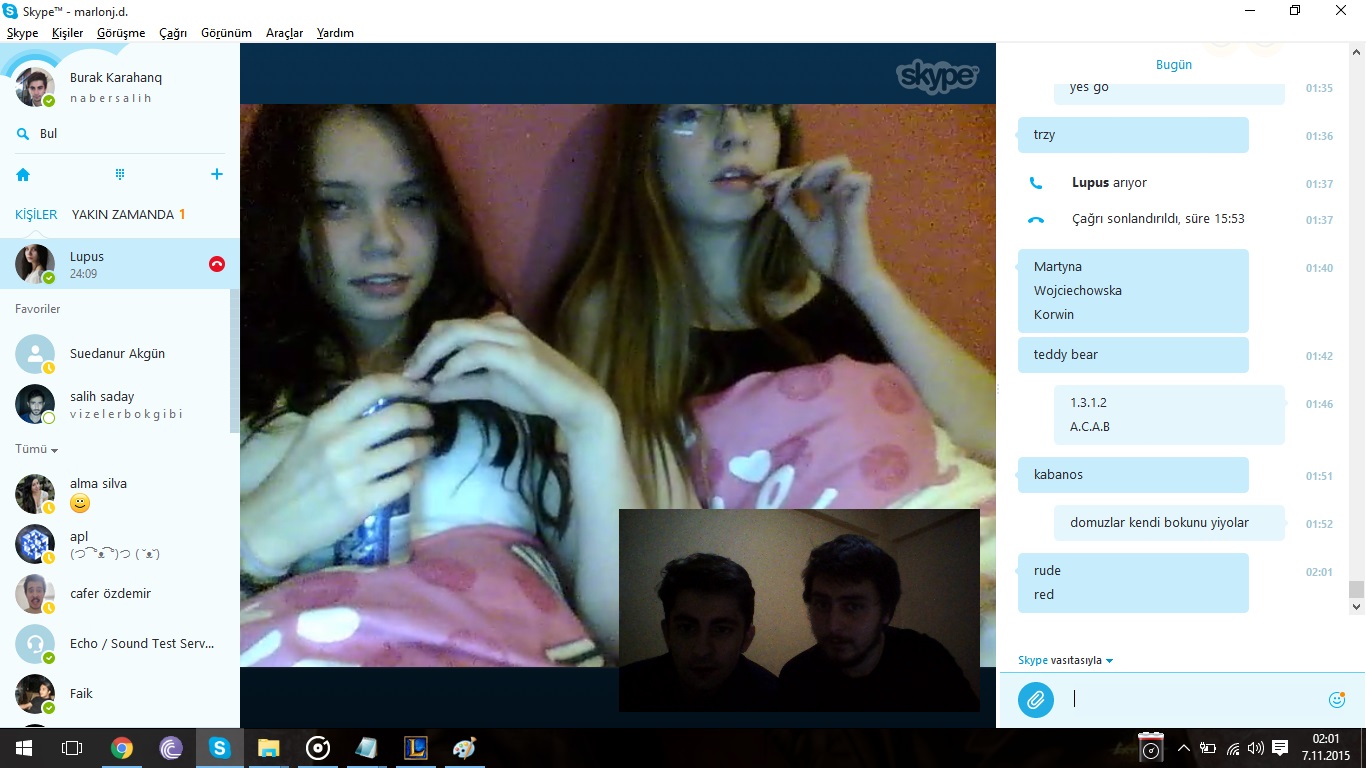 Skype™ - marlonj.d.
Skype Kişiler Görüşme Çağrı Görünüm Araçlar Yardım
Burak Karahanq
nabersalih
Bul
KİŞİLER YAKIN ZAMANDA 1
Lupus
24:09
Favoriler
Suedanur Akgün
salih saday
vizelerbokgibi
Tümü
alma silva
apl
(つ ͡° ᴥ ͡°)つ (˘ᴥ˘)
cafer özdemir
Echo / Sound Test Serv...
Faik
skype™
Bugün
yes go 01:35
trzy 01:36
Lupus arıyor 01:37
Çağrı sonlandırıldı, süre 15:53 01:37
Martyna 01:40
Wojciechowska
Korwin
teddy bear 01:42
1.3.1.2 01:46
A.C.A.B
kabanos 01:51
domuzlar kendi bokunu yiyolar 01:52
rude 02:01
red
Skype vasıtasıyla
02:01
7.11.2015